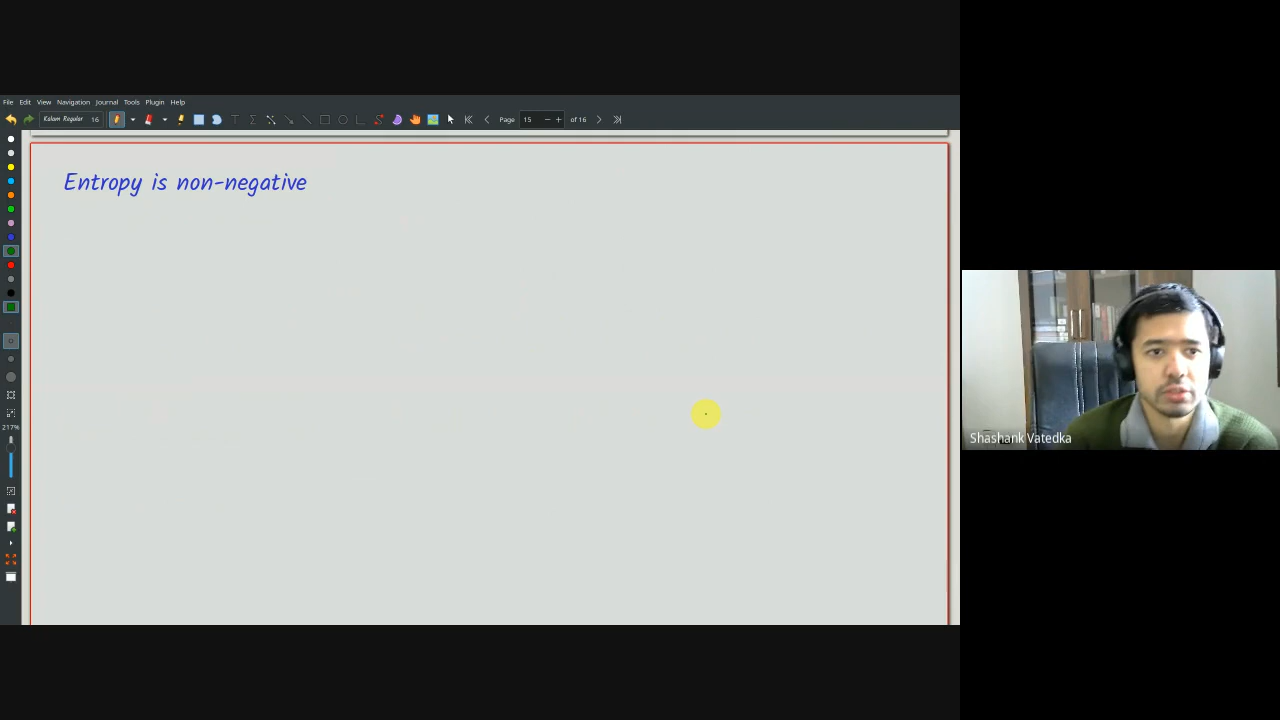 File Edit View Navigation Journal Tools Plugin Help
Kalam Regular 16 Page 15 − + of 16
Entropy is non-negative
217%
Shashank Vatedka